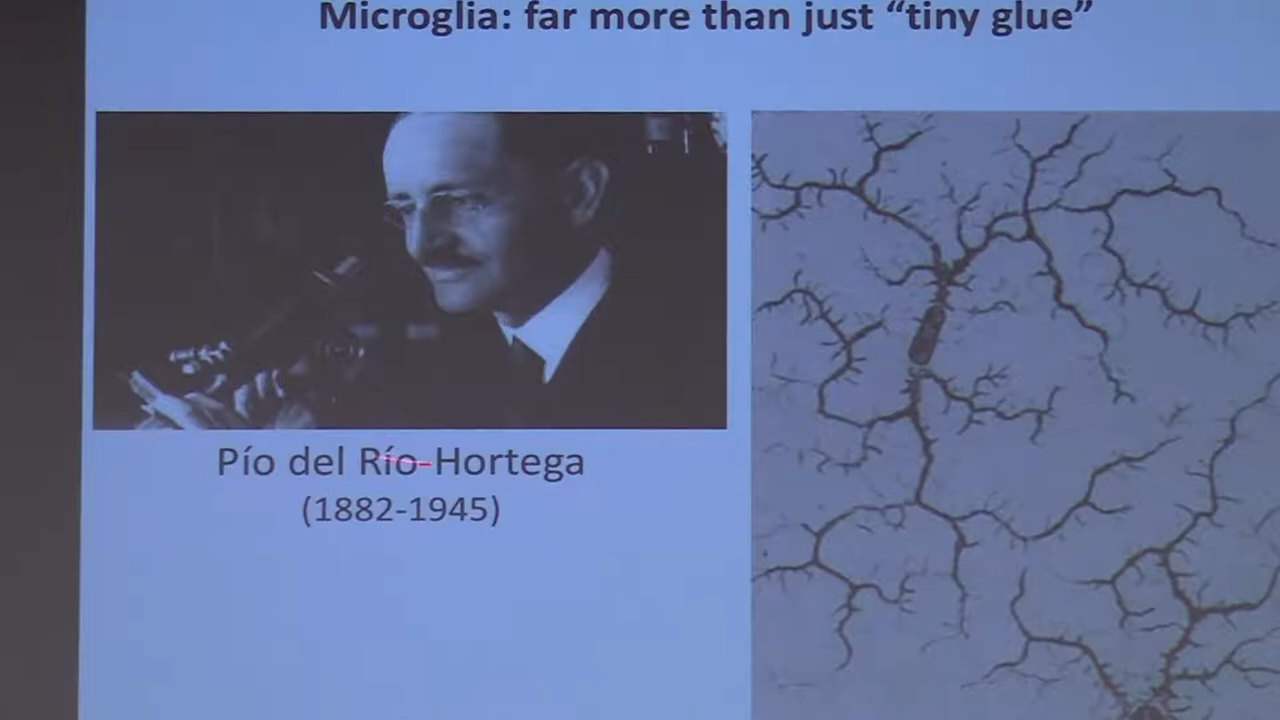 Microglia: far more than just “tiny glue”
Pío del Río-Hortega
(1882-1945)